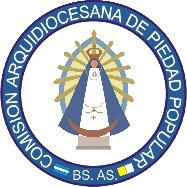 COMISION ARQUIDIOCESANA DE PIEDAD POPULAR
BS. AS.